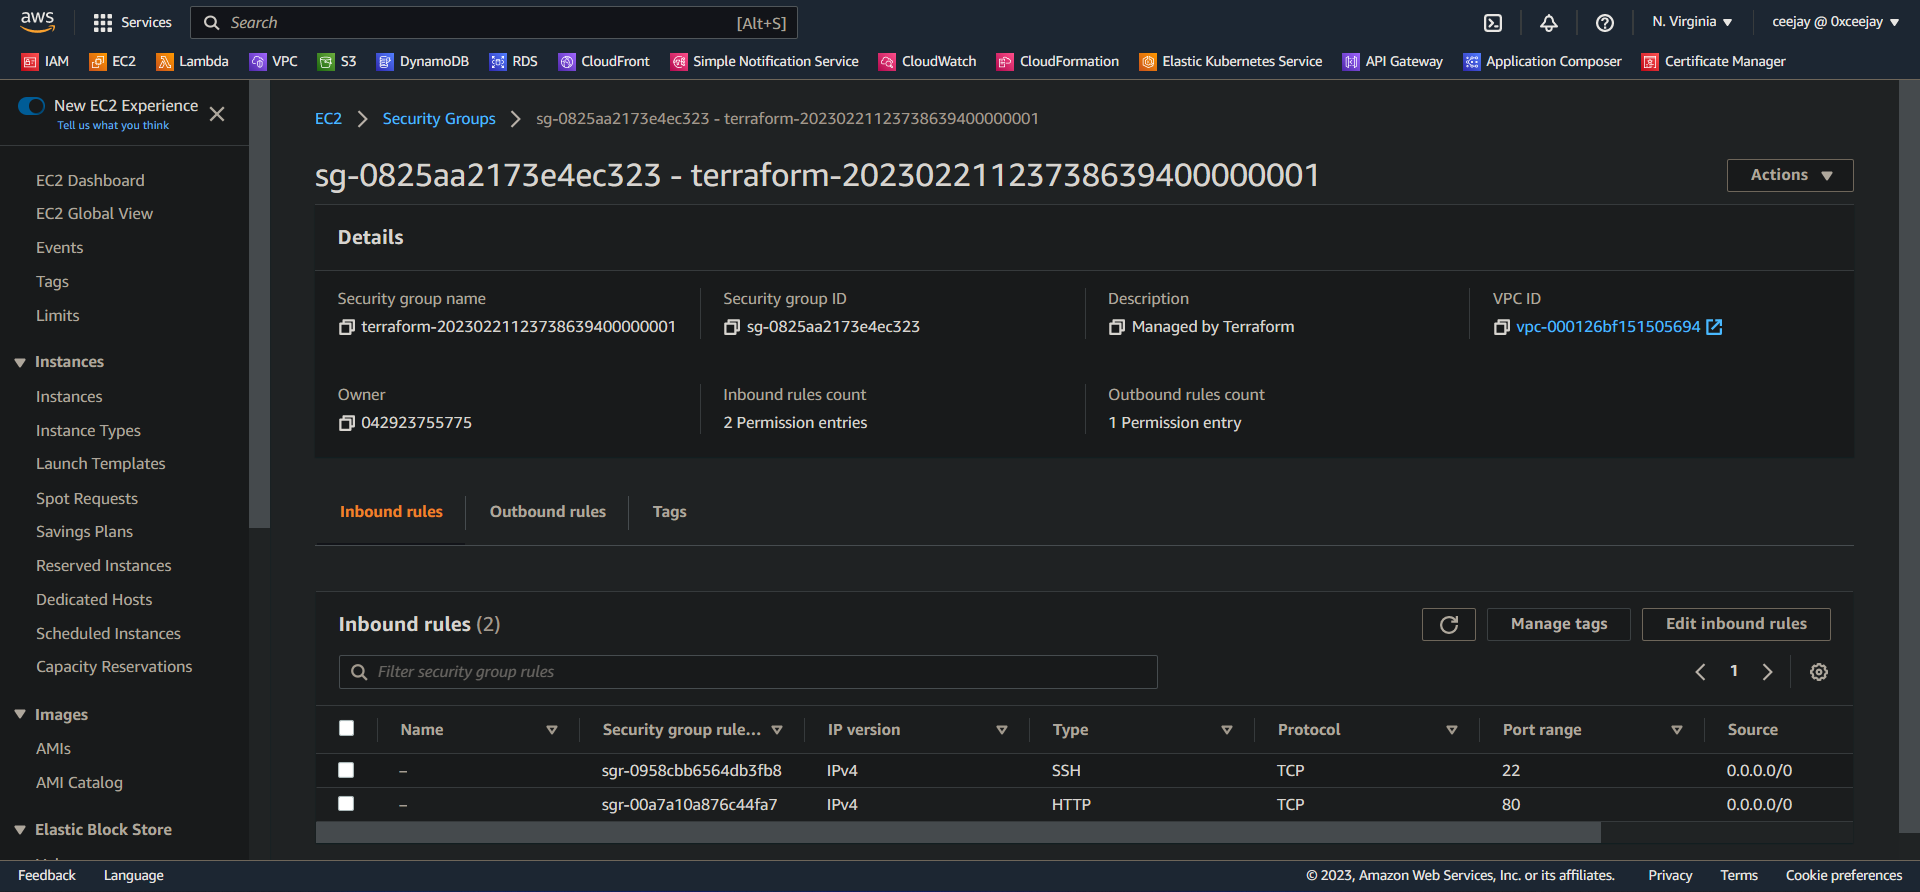 aws
Services
Search
[Alt+S]
N. Virginia
ceejay @ 0xceejay
IAM
EC2
Lambda
VPC
S3
DynamoDB
RDS
CloudFront
Simple Notification Service
CloudWatch
CloudFormation
Elastic Kubernetes Service
API Gateway
Application Composer
Certificate Manager
New EC2 Experience
Tell us what you think
EC2 Dashboard
EC2 Global View
Events
Tags
Limits
Instances
Instances
Instance Types
Launch Templates
Spot Requests
Savings Plans
Reserved Instances
Dedicated Hosts
Scheduled Instances
Capacity Reservations
Images
AMIs
AMI Catalog
Elastic Block Store
EC2
Security Groups
sg-0825aa2173e4ec323 - terraform-20230221123738639400000001
sg-0825aa2173e4ec323 - terraform-20230221123738639400000001
Actions
Details
Security group name
terraform-20230221123738639400000001
Security group ID
sg-0825aa2173e4ec323
Description
Managed by Terraform
VPC ID
vpc-000126bf151505694
Owner
042923755775
Inbound rules count
2 Permission entries
Outbound rules count
1 Permission entry
Inbound rules
Outbound rules
Tags
Inbound rules (2)
Manage tags
Edit inbound rules
Filter security group rules
1
Name Security group rule... IP version Type Protocol Port range Source
– sgr-0958cbb6564db3fb8 IPv4 SSH TCP 22 0.0.0.0/0
– sgr-00a7a10a876c44fa7 IPv4 HTTP TCP 80 0.0.0.0/0
Feedback
Language
© 2023, Amazon Web Services, Inc. or its affiliates.
Privacy
Terms
Cookie preferences